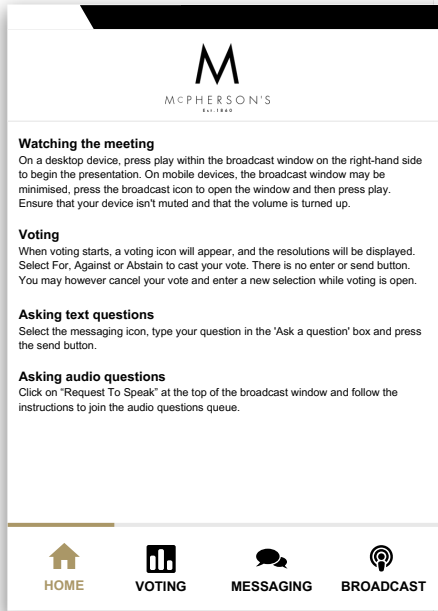 M
McPHERSON'S
Est.1860
Watching the meeting
On a desktop device, press play within the broadcast window on the right-hand side
to begin the presentation. On mobile devices, the broadcast window may be
minimised, press the broadcast icon to open the window and then press play.
Ensure that your device isn't muted and that the volume is turned up.
Voting
When voting starts, a voting icon will appear, and the resolutions will be displayed.
Select For, Against or Abstain to cast your vote. There is no enter or send button.
You may however cancel your vote and enter a new selection while voting is open.
Asking text questions
Select the messaging icon, type your question in the 'Ask a question' box and press
the send button.
Asking audio questions
Click on “Request To Speak” at the top of the broadcast window and follow the
instructions to join the audio questions queue.
HOME VOTING MESSAGING BROADCAST